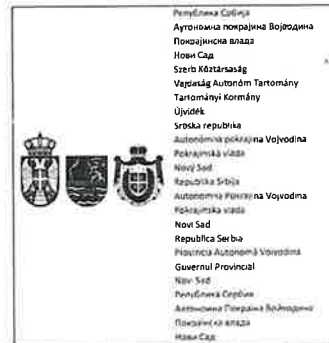 Република Србија
Аутономна покрајина Војводина
Покрајинска влада
Нови Сад
Szerb Köztársaság
Vajdaság Autonóm Tartomány
Tartományi Kormány
Újvidék
Srbska republika
Autonómna pokrajina Vojvodina
Pokrajinská vláda
Nový Sad
Republika Srbija
Autonomna Pokrajina Vojvodina
Pokrajinska vlada
Novi Sad
Republica Serbia
Provincia Autonomă Voivodina
Guvernul Provincial
Novi Sad
Република Сербия
Автономна Покраїна Войводина
Покраїнска влада
Нови Сад